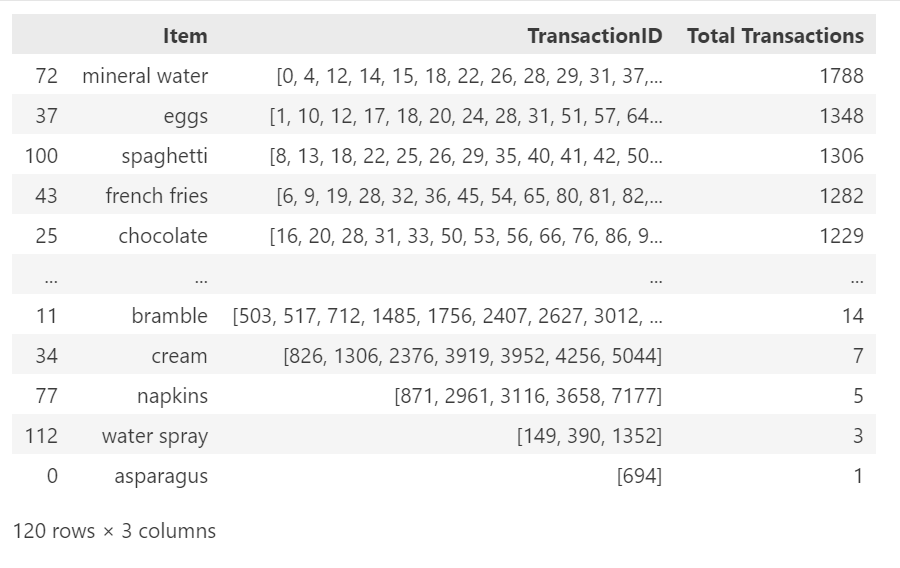 Item TransactionID Total Transactions
72 mineral water [0, 4, 12, 14, 15, 18, 22, 26, 28, 29, 31, 37,... 1788
37 eggs [1, 10, 12, 17, 18, 20, 24, 28, 31, 51, 57, 64... 1348
100 spaghetti [8, 13, 18, 22, 25, 26, 29, 35, 40, 41, 42, 50... 1306
43 french fries [6, 9, 19, 28, 32, 36, 45, 54, 65, 80, 81, 82,... 1282
25 chocolate [16, 20, 28, 31, 33, 50, 53, 56, 66, 76, 86, 9... 1229
... ... ... ...
11 bramble [503, 517, 712, 1485, 1756, 2407, 2627, 3012, ... 14
34 cream [826, 1306, 2376, 3919, 3952, 4256, 5044] 7
77 napkins [871, 2961, 3116, 3658, 7177] 5
112 water spray [149, 390, 1352] 3
0 asparagus [694] 1
120 rows × 3 columns